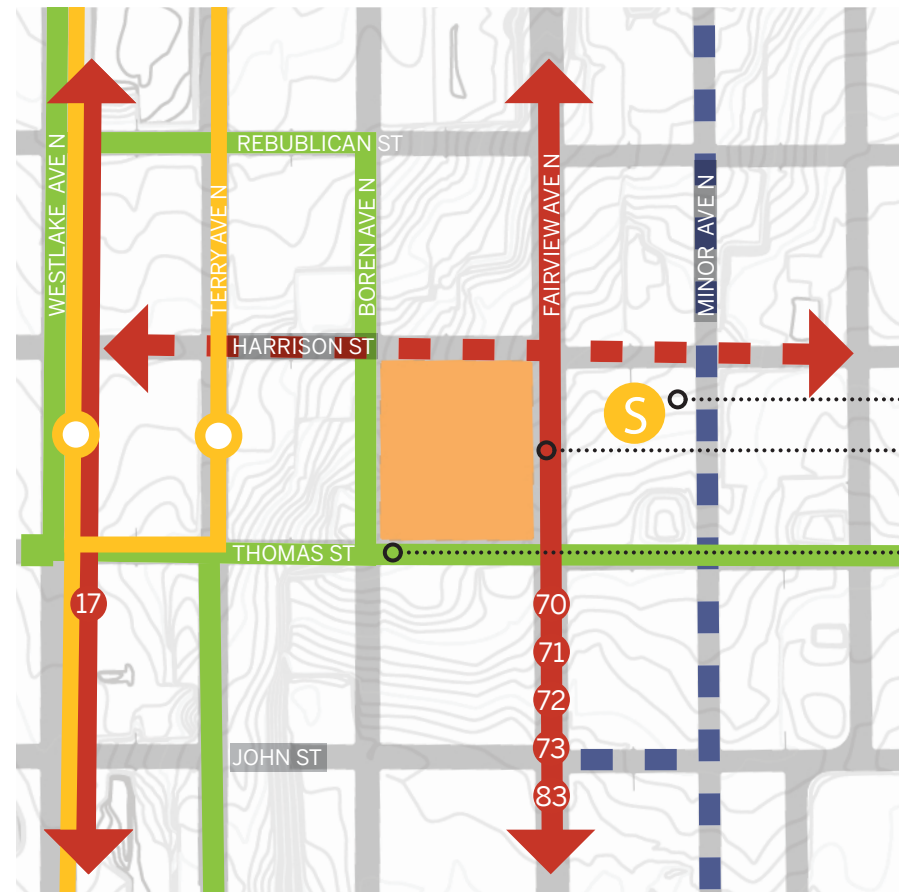 REBUBLICAN ST
WESTLAKE AVE N
TERRY AVE N
BOREN AVE N
FAIRVIEW AVE N
MINOR AVE N
HARRISON ST
S
THOMAS ST
17
70
71
72
73
JOHN ST
83